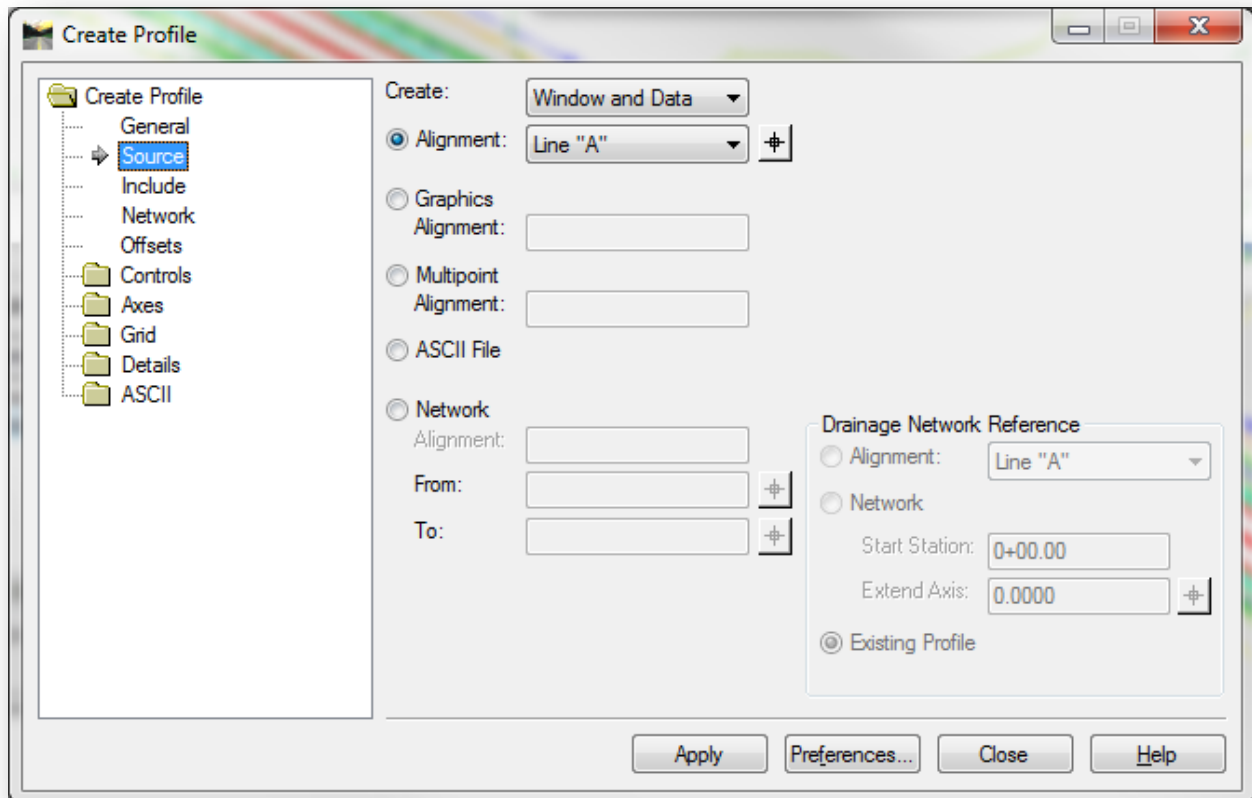 Create Profile
Create Profile
General
Source
Include
Network
Offsets
Controls
Axes
Grid
Details
ASCII
Create: Window and Data
Alignment: Line "A"
Graphics
Alignment:
Multipoint
Alignment:
ASCII File
Network
Alignment:
From:
To:
Drainage Network Reference
Alignment: Line "A"
Network
Start Station: 0+00.00
Extend Axis: 0.0000
Existing Profile
Apply Preferences... Close Help